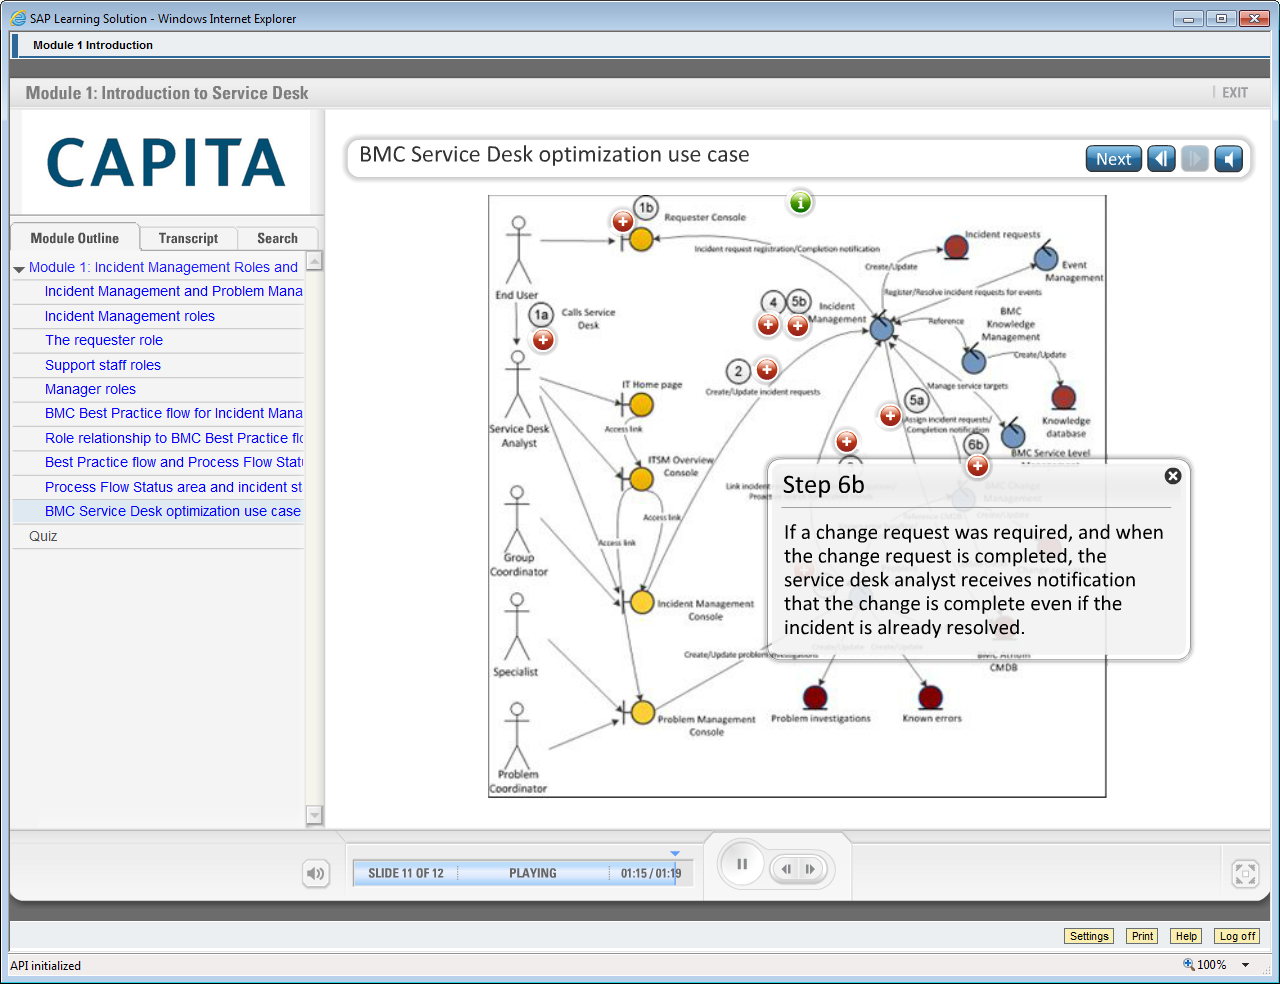 SAP Learning Solution - Windows Internet Explorer
Module 1 Introduction
Module 1: Introduction to Service Desk
EXIT
CAPITA
BMC Service Desk optimization use case
Next
Module Outline
Transcript
Search
Module 1: Incident Management Roles and
Incident Management and Problem Mana
Incident Management roles
The requester role
Support staff roles
Manager roles
BMC Best Practice flow for Incident Mana
Role relationship to BMC Best Practice flo
Best Practice flow and Process Flow Statu
Process Flow Status area and incident st
BMC Service Desk optimization use case
Quiz
1b
Requester Console
Incident request registration/Completion notification
Incident requests
Create/Update
Event
Management
Register/Resolve incident requests for events
End User
1a
Calls Service
Desk
4
5b
Incident
Management
Reference
BMC
Knowledge
Management
Create/Update
2
Create/Update incident requests
IT Home page
Manage service targets
5a
Assign incident requests/
Completion notification
Knowledge
database
Service Desk
Analyst
Access link
6b
BMC Service Level
ITSM Overview
Console
Link incident
Access link
Access link
Group
Coordinator
Incident Management
Console
Step 6b
If a change request was required, and when
the change request is completed, the
service desk analyst receives notification
that the change is complete even if the
incident is already resolved.
Specialist
Create/Update problem investigations
BMC Atrium
CMDB
Problem Management
Console
Problem investigations
Known errors
Problem
Coordinator
SLIDE 11 OF 12
PLAYING
01:15 / 01:19
Settings
Print
Help
Log off
API initialized
100%